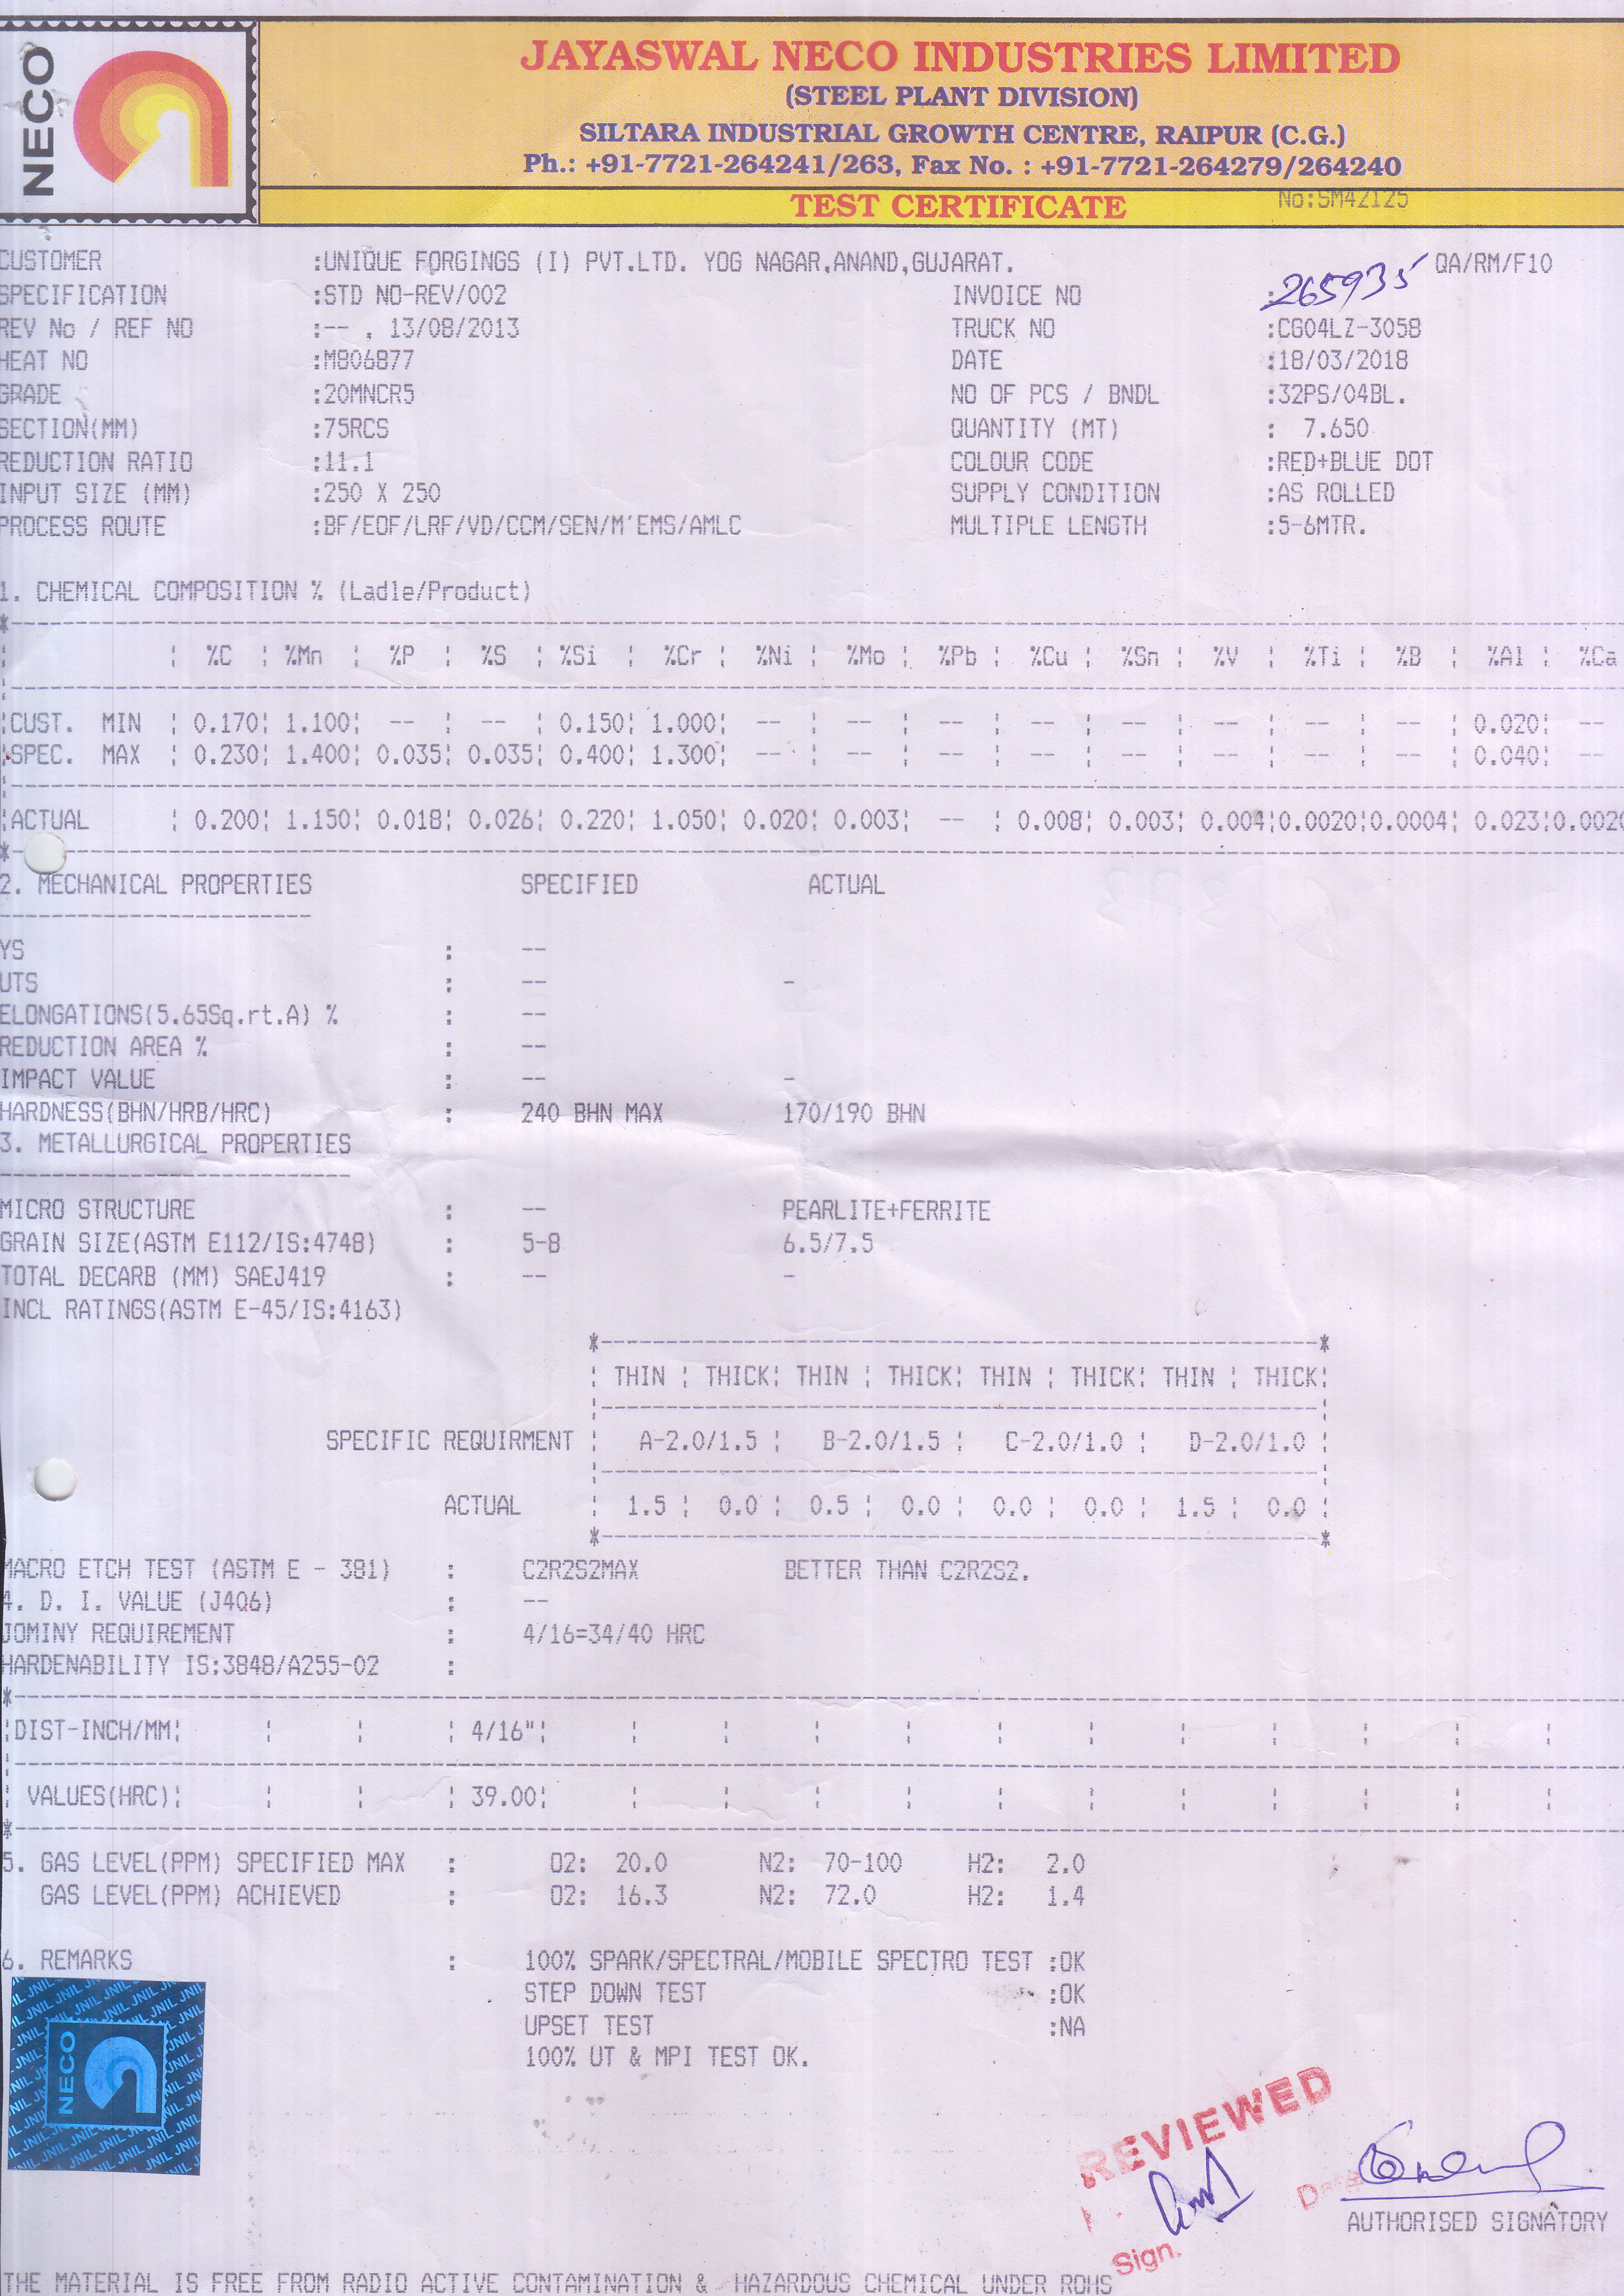 NECO
JAYASWAL NECO INDUSTRIES LIMITED
(STEEL PLANT DIVISION)
SILTARA INDUSTRIAL GROWTH CENTRE, RAIPUR (C.G.)
Ph.: +91-7721-264241/263, Fax No. : +91-7721-264279/264240
TEST CERTIFICATE No:SM42125
CUSTOMER :UNIQUE FORGINGS (I) PVT.LTD. YOG NAGAR,ANAND,GUJARAT. QA/RM/F10
SPECIFICATION :STD NO-REV/002 INVOICE NO :265935
REV No / REF NO :-- , 13/08/2013 TRUCK NO :CG04LZ-3058
HEAT NO :M806877 DATE :18/03/2018
GRADE :20MNCR5 NO OF PCS / BNDL :32PS/04BL.
SECTION(MM) :75RCS QUANTITY (MT) : 7.650
REDUCTION RATIO :11.1 COLOUR CODE :RED+BLUE DOT
INPUT SIZE (MM) :250 X 250 SUPPLY CONDITION :AS ROLLED
PROCESS ROUTE :BF/EOF/LRF/VD/CCM/SEN/M'EMS/AMLC MULTIPLE LENGTH :5-6MTR.
1. CHEMICAL COMPOSITION % (Ladle/Product)
¦ ¦ %C ¦ %Mn ¦ %P ¦ %S ¦ %Si ¦ %Cr ¦ %Ni ¦ %Mo ¦ %Pb ¦ %Cu ¦ %Sn ¦ %V ¦ %Ti ¦ %B ¦ %Al ¦ %Ca
¦CUST. MIN ¦ 0.170¦ 1.100¦ -- ¦ -- ¦ 0.150¦ 1.000¦ -- ¦ -- ¦ -- ¦ -- ¦ -- ¦ -- ¦ -- ¦ -- ¦ 0.020¦ --
¦SPEC. MAX ¦ 0.230¦ 1.400¦ 0.035¦ 0.035¦ 0.400¦ 1.300¦ -- ¦ -- ¦ -- ¦ -- ¦ -- ¦ -- ¦ -- ¦ -- ¦ 0.040¦ --
¦ACTUAL ¦ 0.200¦ 1.150¦ 0.018¦ 0.026¦ 0.220¦ 1.050¦ 0.020¦ 0.003¦ -- ¦ 0.008¦ 0.003¦ 0.004¦0.0020¦0.0004¦ 0.023¦0.0020
2. MECHANICAL PROPERTIES SPECIFIED ACTUAL
YS : --
UTS : -- -
ELONGATIONS(5.65Sq.rt.A) % : --
REDUCTION AREA % : --
IMPACT VALUE : -- -
HARDNESS(BHN/HRB/HRC) : 240 BHN MAX 170/190 BHN
3. METALLURGICAL PROPERTIES
MICRO STRUCTURE : -- PEARLITE+FERRITE
GRAIN SIZE(ASTM E112/IS:4748) : 5-8 6.5/7.5
TOTAL DECARB (MM) SAEJ419 : -- -
INCL RATINGS(ASTM E-45/IS:4163)
¦ THIN ¦ THICK¦ THIN ¦ THICK¦ THIN ¦ THICK¦ THIN ¦ THICK¦
SPECIFIC REQUIRMENT ¦ A-2.0/1.5 ¦ B-2.0/1.5 ¦ C-2.0/1.0 ¦ D-2.0/1.0 ¦
ACTUAL ¦ 1.5 ¦ 0.0 ¦ 0.5 ¦ 0.0 ¦ 0.0 ¦ 0.0 ¦ 1.5 ¦ 0.0 ¦
MACRO ETCH TEST (ASTM E - 381) : C2R2S2MAX BETTER THAN C2R2S2.
4. D. I. VALUE (J406) : --
JOMINY REQUIREMENT : 4/16=34/40 HRC
HARDENABILITY IS:3848/A255-02 :
¦DIST-INCH/MM¦ ¦ ¦ ¦ 4/16"¦ ¦ ¦ ¦ ¦ ¦ ¦ ¦ ¦ ¦ ¦ ¦
¦ VALUES(HRC)¦ ¦ ¦ ¦ 39.00¦ ¦ ¦ ¦ ¦ ¦ ¦ ¦ ¦ ¦ ¦ ¦
5. GAS LEVEL(PPM) SPECIFIED MAX : O2: 20.0 N2: 70-100 H2: 2.0
GAS LEVEL(PPM) ACHIEVED : O2: 16.3 N2: 72.0 H2: 1.4
6. REMARKS : 100% SPARK/SPECTRAL/MOBILE SPECTRO TEST :OK
STEP DOWN TEST :OK
UPSET TEST :NA
100% UT & MPI TEST OK.
JNIL JNIL JNIL
NECO
REVIEWED
Sign.
AUTHORISED SIGNATORY
THE MATERIAL IS FREE FROM RADIO ACTIVE CONTAMINATION & HAZARDOUS CHEMICAL UNDER ROHS